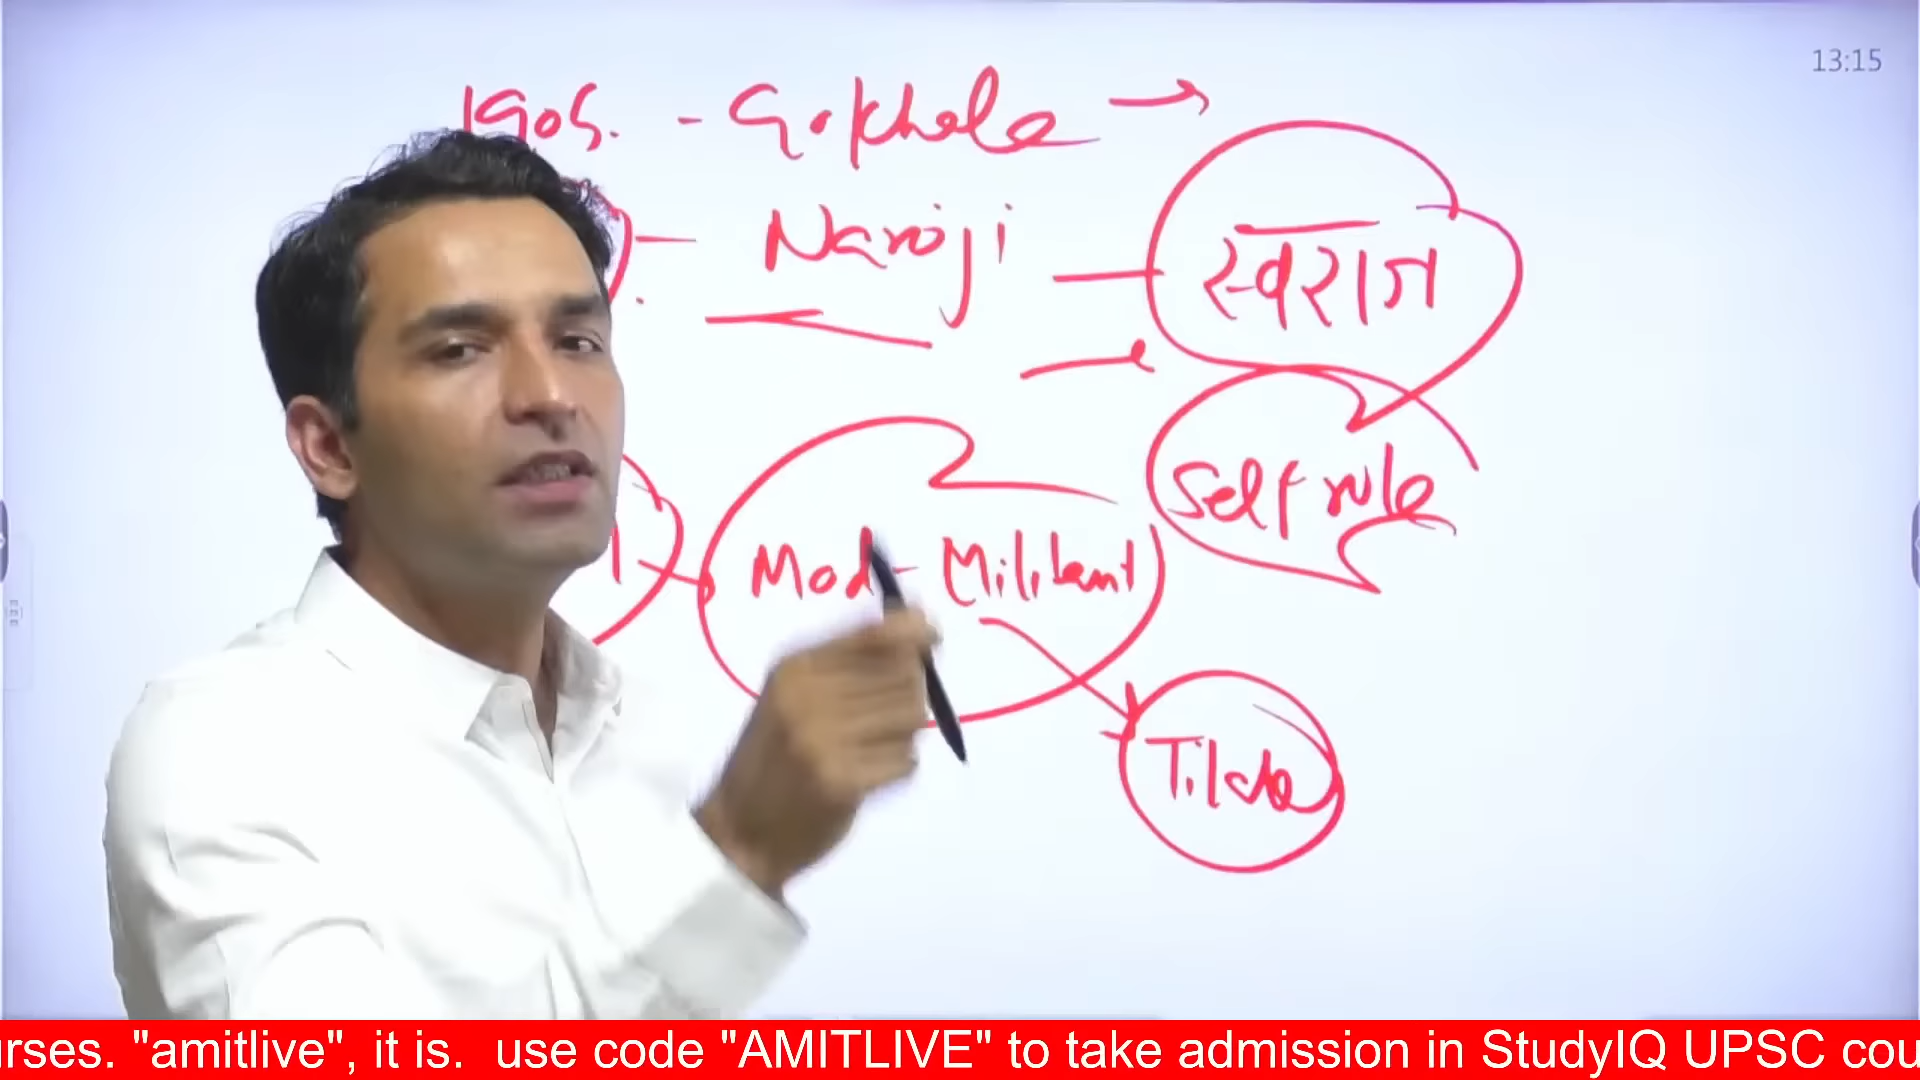 13:15
1905. - Gokhale →
- Naroji - स्वराज
self rule
Mod - Militant
Tilak
urses. "amitlive", it is. use code "AMITLIVE" to take admission in StudyIQ UPSC cou